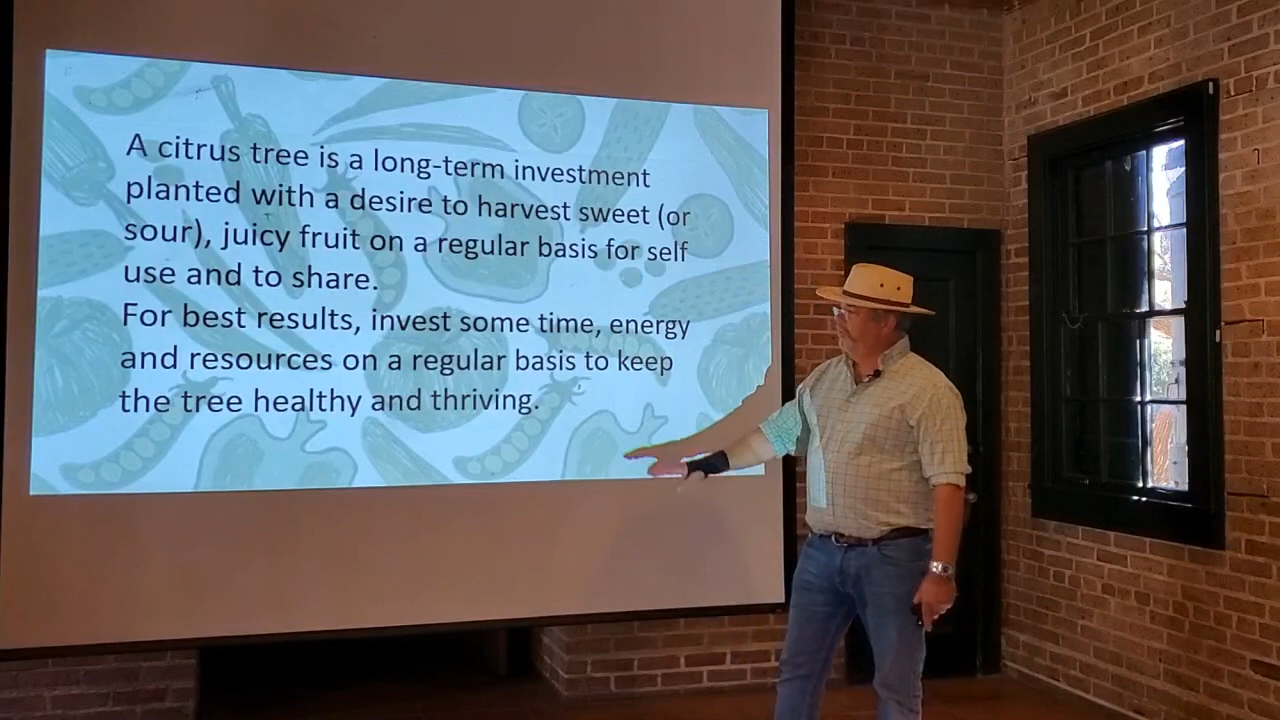 A citrus tree is a long-term investment
planted with a desire to harvest sweet (or
sour), juicy fruit on a regular basis for self
use and to share.
For best results, invest some time, energy
and resources on a regular basis to keep
the tree healthy and thriving.